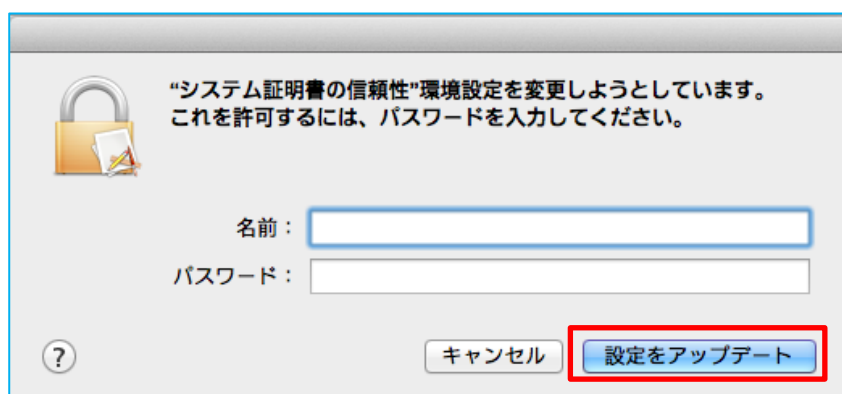 “システム証明書の信頼性”環境設定を変更しようとしています。
これを許可するには、パスワードを入力してください。
名前：
パスワード：
?
キャンセル
設定をアップデート